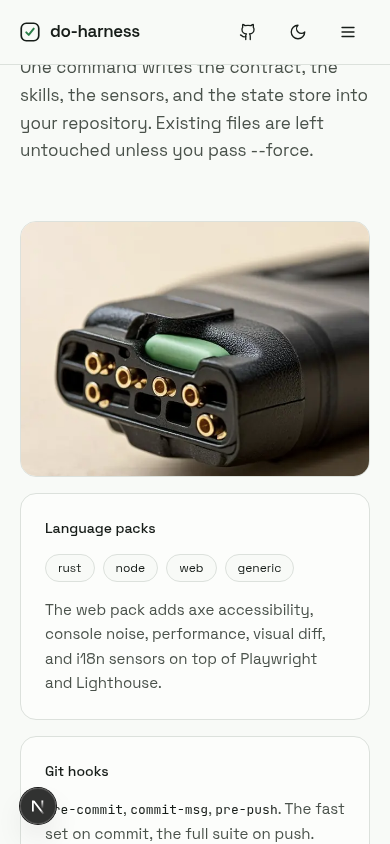 do-harness
One command writes the contract, the
skills, the sensors, and the state store into
your repository. Existing files are left
untouched unless you pass --force.
Language packs
rust node web generic
The web pack adds axe accessibility,
console noise, performance, visual diff,
and i18n sensors on top of Playwright
and Lighthouse.
Git hooks
pre-commit, commit-msg, pre-push. The fast
set on commit, the full suite on push.
N